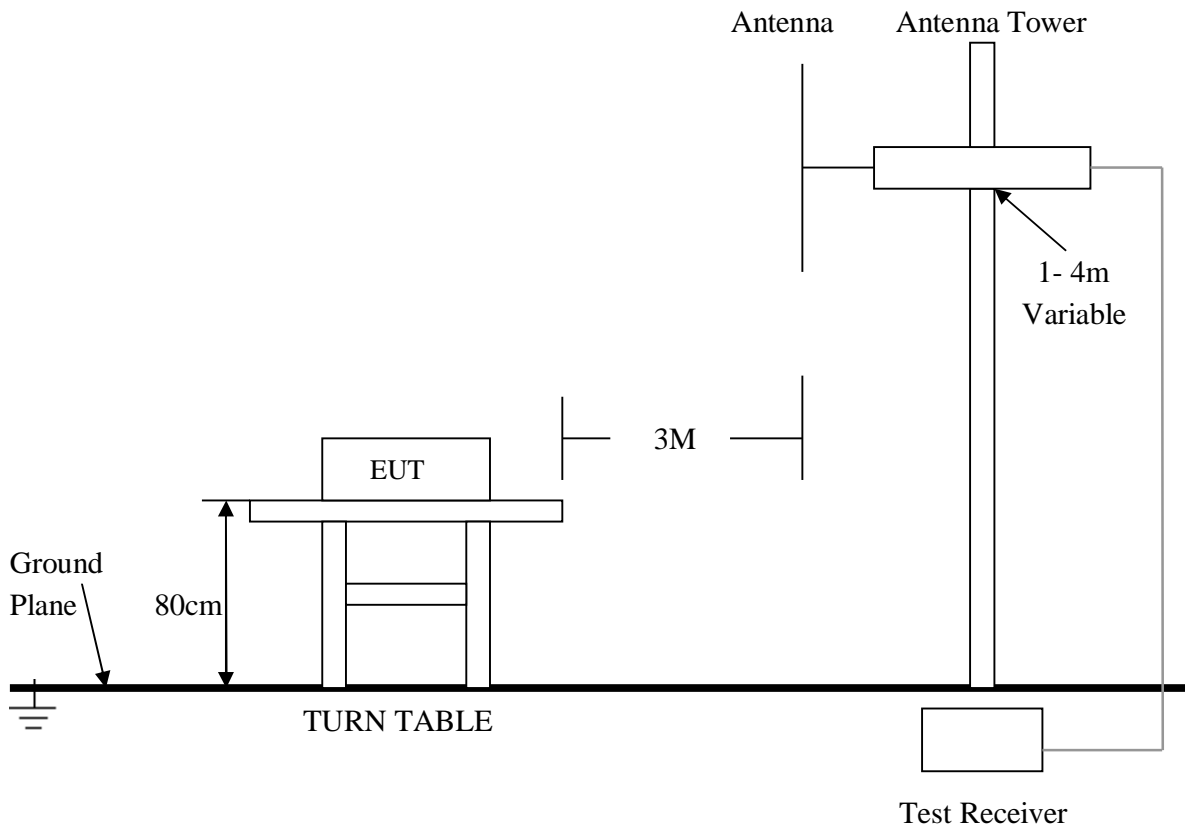 Antenna
Antenna Tower
1- 4m
Variable
3M
EUT
Ground
Plane
80cm
TURN TABLE
Test Receiver